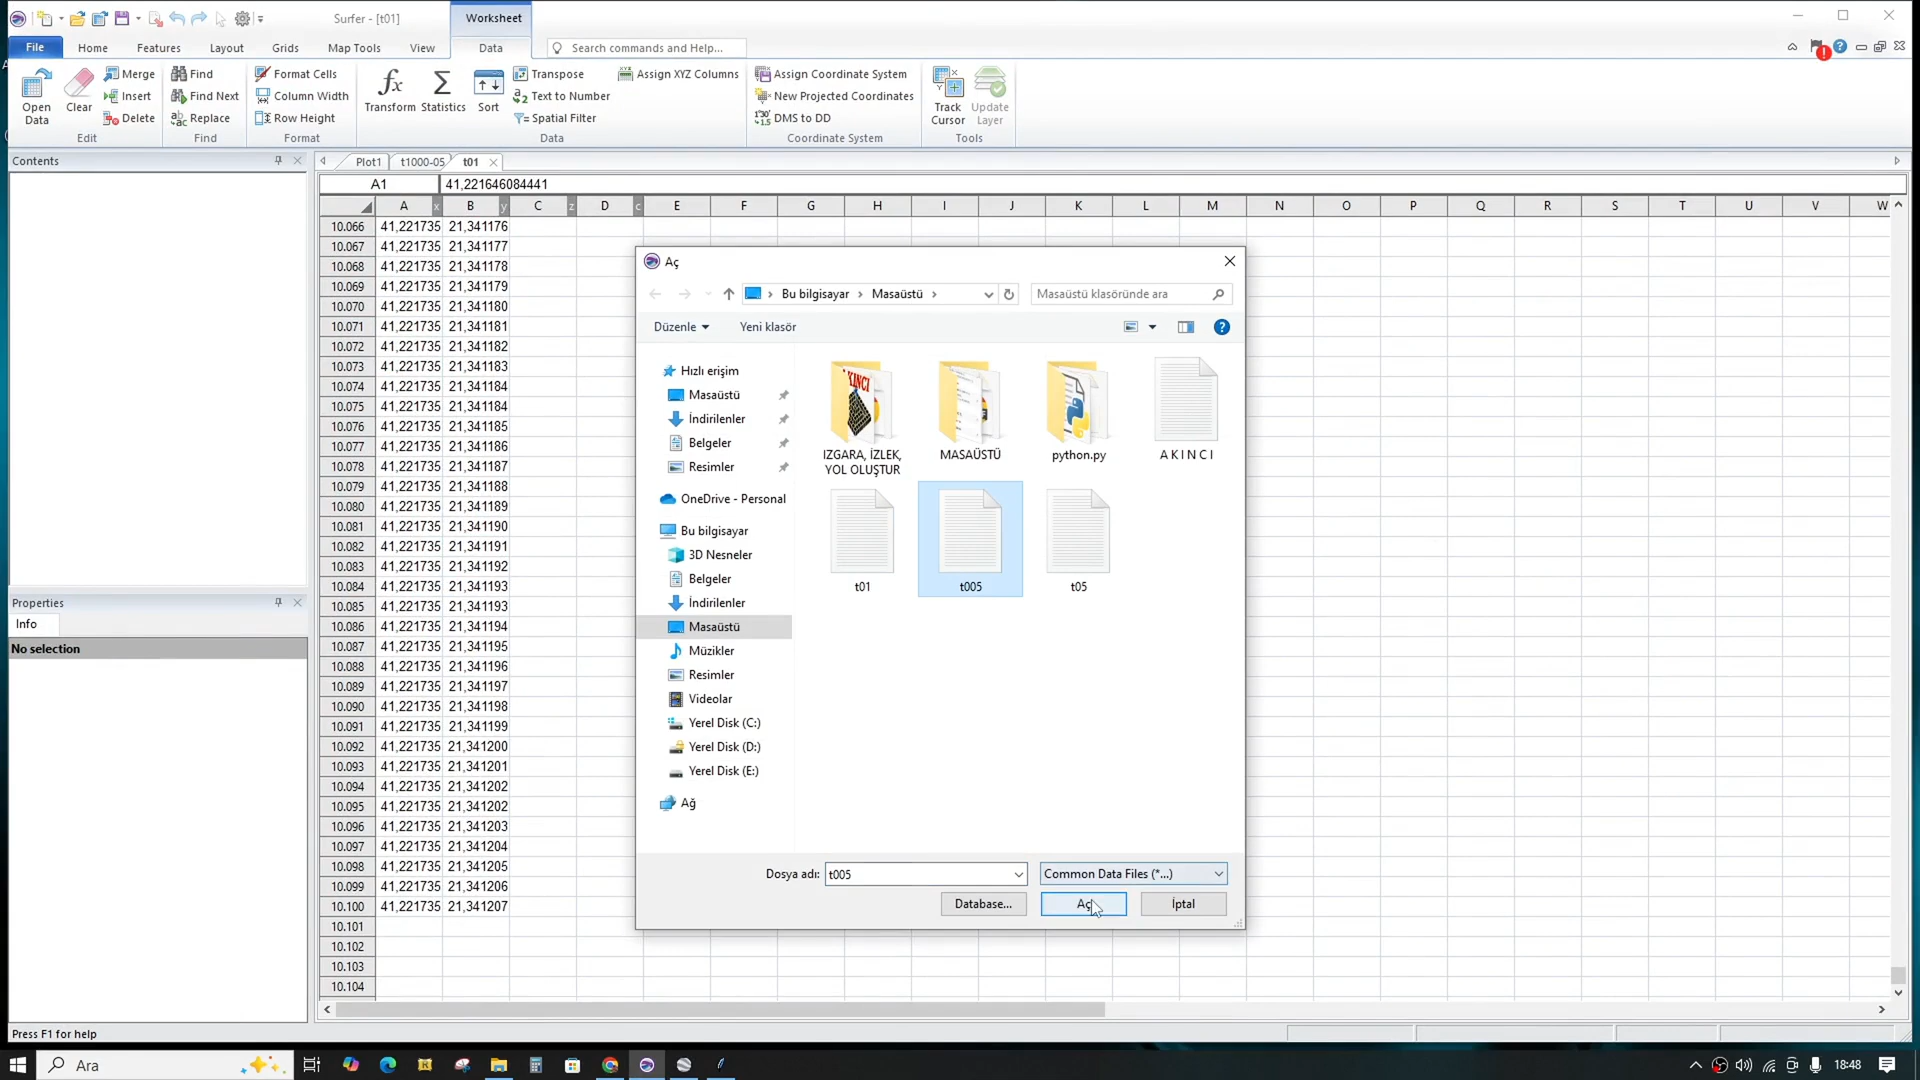 Surfer - [t01]
Worksheet
File
Home
Features
Layout
Grids
Map Tools
View
Data
Search commands and Help...
Open Data
Clear
Merge
Insert
Delete
Edit
Find
Find Next
Replace
Find
Format Cells
Column Width
Row Height
Format
Transform
Statistics
Sort
Transpose
Text to Number
Spatial Filter
Assign XYZ Columns
Data
Assign Coordinate System
New Projected Coordinates
DMS to DD
Coordinate System
Track Cursor
Update Layer
Tools
Contents
Plot1
t1000-05
t01
A1
41,221646084441
A x B y C z D c E F G H I J K L M N O P Q R S T U V W
10.066 41,221735 21,341176
10.067 41,221735 21,341177
10.068 41,221735 21,341178
10.069 41,221735 21,341179
10.070 41,221735 21,341180
10.071 41,221735 21,341181
10.072 41,221735 21,341182
10.073 41,221735 21,341183
10.074 41,221735 21,341184
10.075 41,221735 21,341184
10.076 41,221735 21,341185
10.077 41,221735 21,341186
10.078 41,221735 21,341187
10.079 41,221735 21,341188
10.080 41,221735 21,341189
10.081 41,221735 21,341190
10.082 41,221735 21,341191
10.083 41,221735 21,341192
10.084 41,221735 21,341193
10.085 41,221735 21,341193
10.086 41,221735 21,341194
10.087 41,221735 21,341195
10.088 41,221735 21,341196
10.089 41,221735 21,341197
10.090 41,221735 21,341198
10.091 41,221735 21,341199
10.092 41,221735 21,341200
10.093 41,221735 21,341201
10.094 41,221735 21,341202
10.095 41,221735 21,341202
10.096 41,221735 21,341203
10.097 41,221735 21,341204
10.098 41,221735 21,341205
10.099 41,221735 21,341206
10.100 41,221735 21,341207
10.101
10.102
10.103
10.104
Properties
Info
No selection
Aç
Bu bilgisayar > Masaüstü >
Masaüstü klasöründe ara
Düzenle
Yeni klasör
Hızlı erişim
Masaüstü
İndirilenler
Belgeler
Resimler
OneDrive - Personal
Bu bilgisayar
3D Nesneler
Belgeler
İndirilenler
Masaüstü
Müzikler
Resimler
Videolar
Yerel Disk (C:)
Yerel Disk (D:)
Yerel Disk (E:)
Ağ
IZGARA, İZLEK,
YOL OLUŞTUR
MASAÜSTÜ
python.py
A K I N C I
t01
t005
t05
Dosya adı:
t005
Common Data Files (*...)
Database...
Aç
İptal
Press F1 for help
Ara
18:48